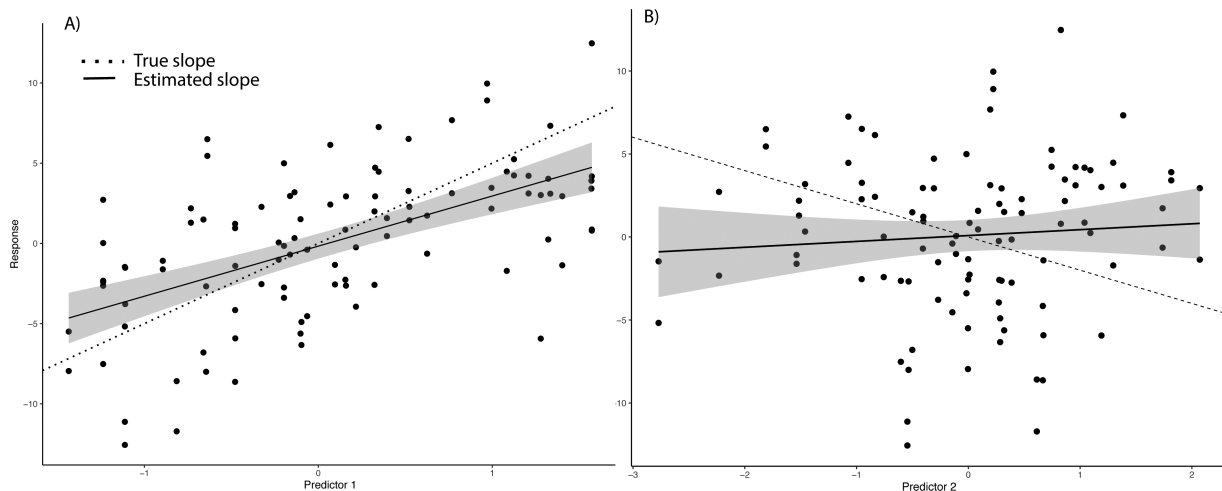 A)
True slope
Estimated slope
10
5
0
−5
−10
Response
−1
0
1
Predictor 1
B)
10
5
0
−5
-10
−3
−2
−1
0
1
2
Predictor 2